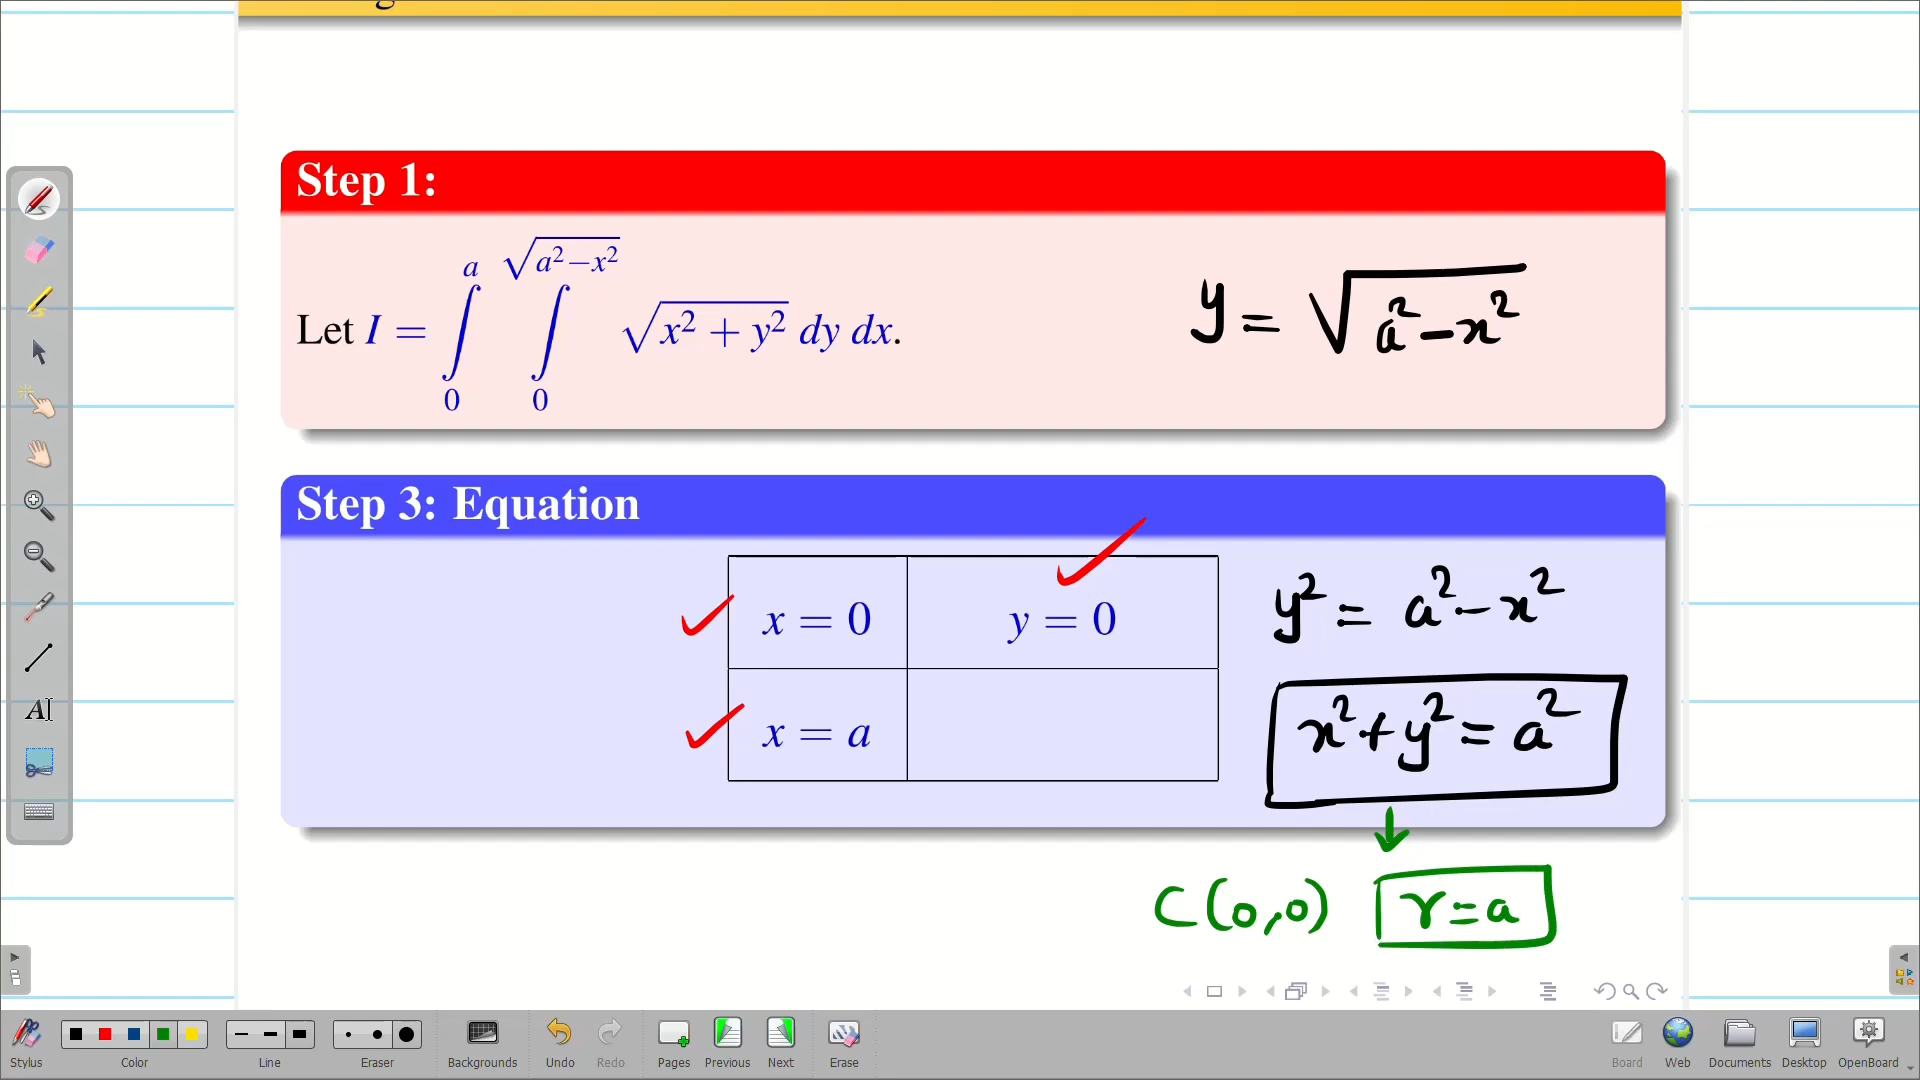 Step 1:
Let I = ∫₀ᵃ ∫₀^√(a²−x²) √(x² + y²) dy dx.
y = √(a² − x²)
Step 3: Equation
x = 0
y = 0
x = a
y² = a² − x²
x² + y² = a²
C(0,0) r = a
Stylus
Color
Line
Eraser
Backgrounds
Undo
Redo
Pages
Previous
Next
Erase
Board
Web
Documents
Desktop
OpenBoard